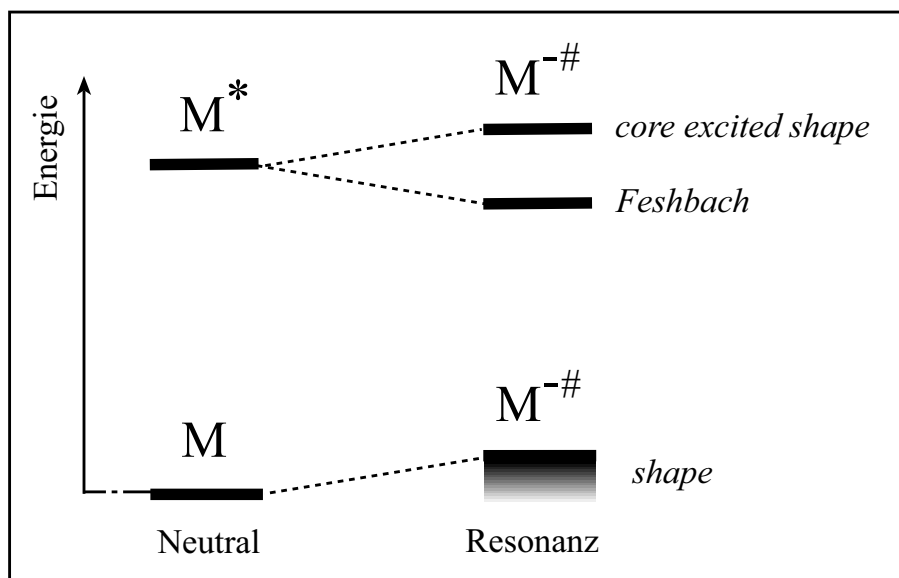 M^{-#}
M^*
core excited shape
Energie
Feshbach
M^{-#}
M
shape
Neutral
Resonanz